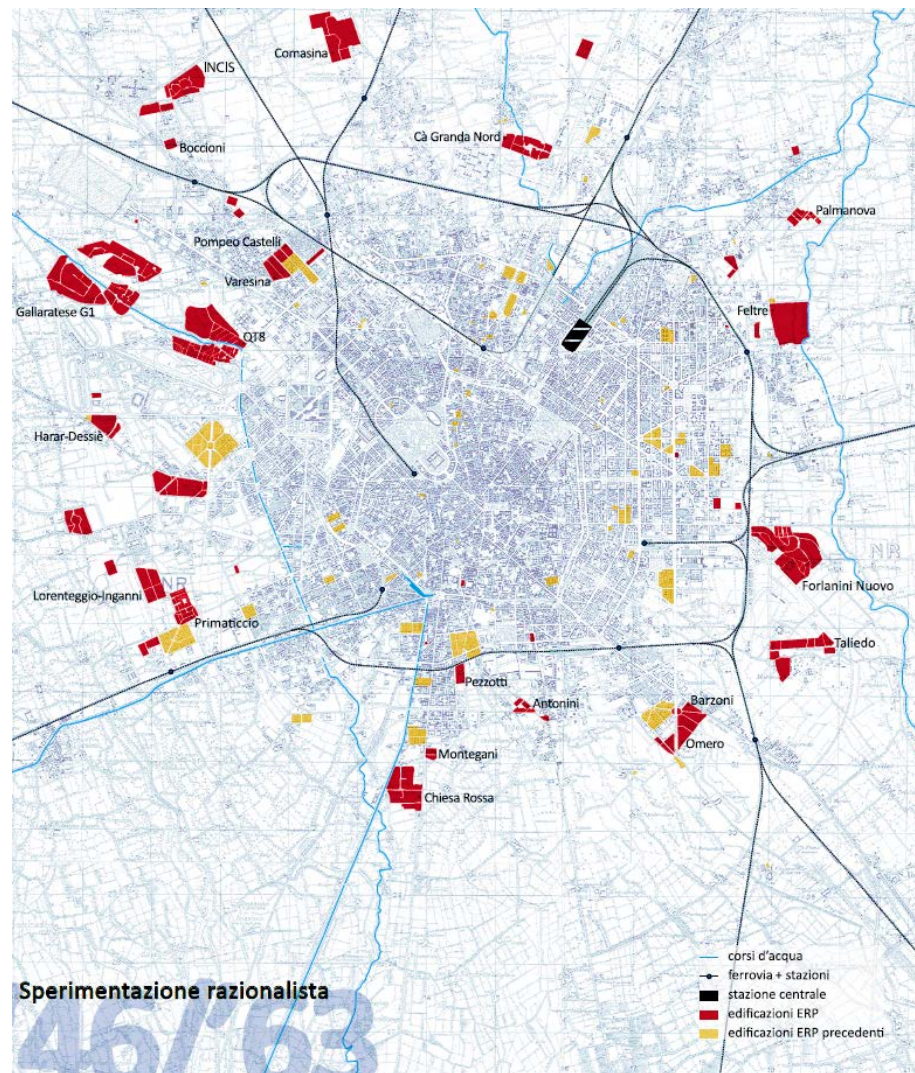 Comasina
INCIS
Boccioni
Cà Granda Nord
Palmanova
Pompeo Castelli
Varesina
Gallaratese G1
Feltre
QT8
Harar-Dessiè
NR
Forlanini Nuovo
NR
Lorenteggio-Inganni
Primaticcio
Taliedo
Pezzotti
Antonini
Barzoni
Omero
Montegani
Chiesa Rossa
corsi d'acqua
ferrovia + stazioni
stazione centrale
edificazioni ERP
edificazioni ERP precedenti
Sperimentazione razionalista
46/'63